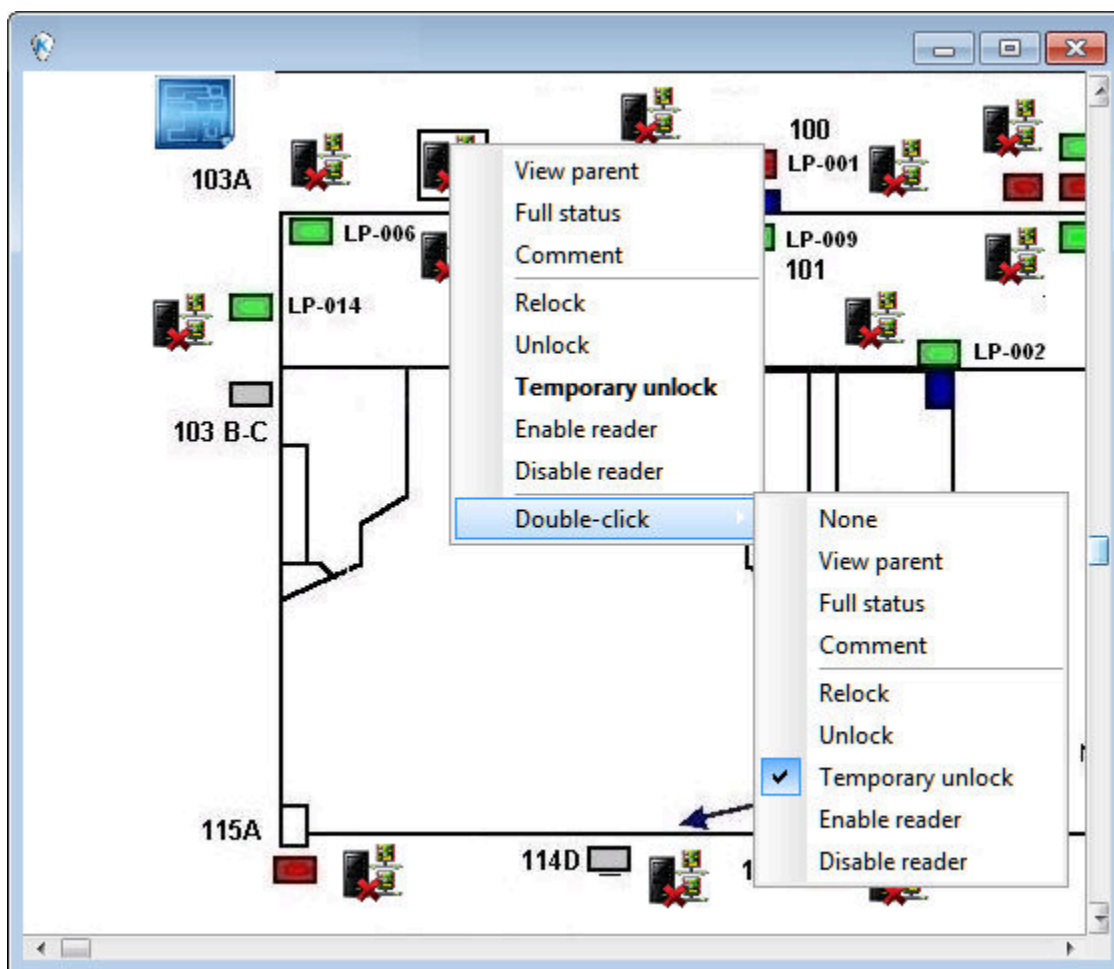 100
LP-001
103A
View parent
Full status
Comment
LP-006
LP-009
101
LP-014
Relock
Unlock
LP-002
Temporary unlock
103 B-C
Enable reader
Disable reader
Double-click
None
View parent
Full status
Comment
Relock
Unlock
Temporary unlock
Enable reader
Disable reader
115A
114D